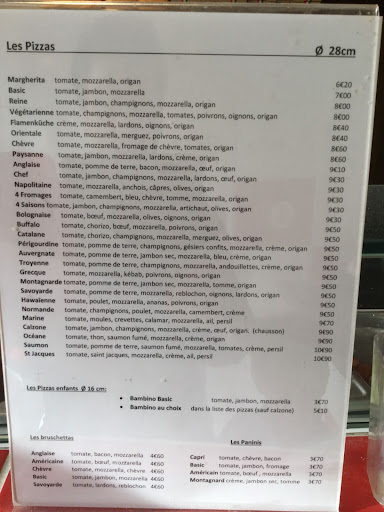 Les Pizzas Ø 28cm
Margherita tomate, mozzarella, origan 6€20
Basic tomate, jambon, mozzarella 7€00
Reine tomate, jambon, champignons, mozzarella, origan 8€00
Végétarienne tomate, champignons, mozzarella, tomates, poivrons, oignons, origan 8€00
Flamenküche crème, mozzarella, lardons, oignons, origan 8€40
Orientale tomate, mozzarella, merguez, poivrons, origan 8€40
Chèvre tomate, mozzarella, fromage de chèvre, tomates, origan 8€60
Paysanne tomate, jambon, mozzarella, lardons, crème, origan 8€60
Anglaise tomate, pomme de terre, bacon, mozzarella, œuf, origan 9€10
Chef tomate, jambon, champignons, mozzarella, lardons, œuf, origan 9€30
Napolitaine tomate, mozzarella, anchois, câpres, olives, origan 9€30
4 Fromages tomate, camembert, bleu, chèvre, tomme, mozzarella, origan 9€30
4 Saisons tomate, jambon, champignons, mozzarella, artichaut, olives, origan 9€30
Bolognaise tomate, bœuf, mozzarella, olives, oignons, origan 9€30
Buffalo tomate, chorizo, bœuf, mozzarella, poivrons, origan 9€50
Catalane tomate, chorizo, champignons, mozzarella, merguez, olives, origan 9€50
Périgourdine tomate, pomme de terre, champignons, gésiers confits, mozzarella, crème, origan 9€50
Auvergnate tomate, pomme de terre, jambon sec, mozzarella, bleu, crème, origan 9€50
Troyenne tomate, pomme de terre, champignons, mozzarella, andouillettes, crème, origan 9€50
Grecque tomate, mozzarella, kébab, poivrons, oignons, origan 9€50
Montagnarde tomate, pomme de terre, mozzarella, jambon sec, tomme, origan 9€50
Savoyarde tomate, pomme de terre, mozzarella, reblochon, oignons, lardons, origan 9€50
Hawaïenne tomate, poulet, mozzarella, ananas, poivrons, origan 9€50
Normande tomate, champignons, poulet, mozzarella, camembert, crème 9€50
Marine tomate, moules, crevettes, calamar, mozzarella, ail, persil 9€70
Calzone tomate, jambon, champignons, mozzarella, crème, œuf, origan. (chausson) 9€90
Océane tomate, thon, saumon fumé, mozzarella, crème, origan 9€90
Saumon tomate, pomme de terre, saumon fumé, mozzarella, tomates, crème, persil 10€90
St Jacques tomate, saint jacques, mozzarella, crème, ail, persil 10€90
Les Pizzas enfants Ø 16 cm:
• Bambino Basic tomate, jambon, mozzarella 3€70
• Bambino au choix dans la liste des pizzas (sauf calzone) 5€10
Les bruschettas Les Paninis
Anglaise tomate, bacon, mozzarella 4€60 Capri tomate, chèvre, bacon 3€70
Américaine tomate, bœuf, mozzarella 4€60 Basic tomate, jambon, fromage 3€70
Chèvre tomate, mozzarella, chèvre 4€60 Américain tomate, bœuf, mozzarella 3€70
Basic tomate, jambon, mozzarella 4€60 Montagnard crème, jambon sec, tomme 3€70
Savoyarde tomate, lardons, reblochon 4€60